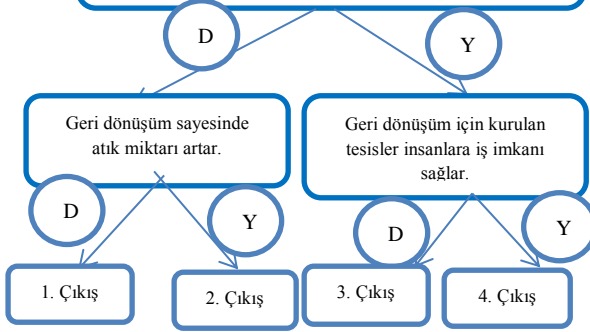 D
Y
Geri dönüşüm sayesinde
atık miktarı artar.
Geri dönüşüm için kurulan
tesisler insanlara iş imkanı
sağlar.
D
Y
D
Y
1. Çıkış
2. Çıkış
3. Çıkış
4. Çıkış